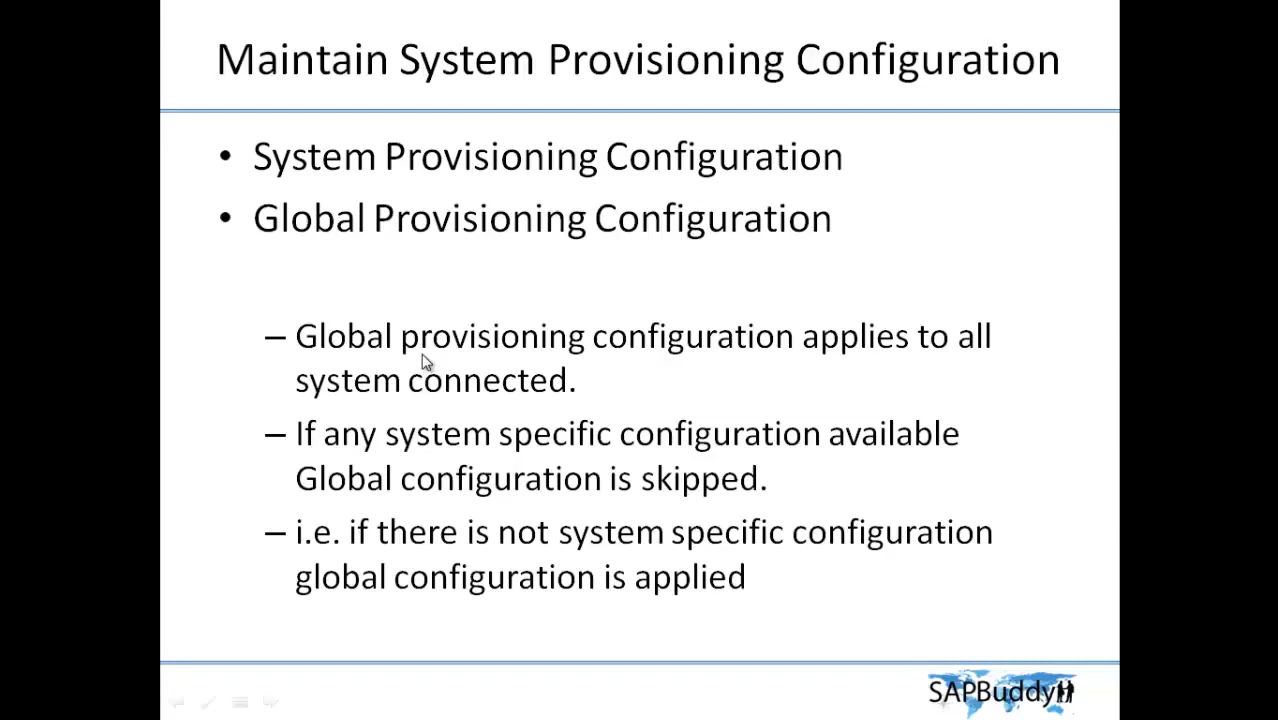 Maintain System Provisioning Configuration
• System Provisioning Configuration
• Global Provisioning Configuration
– Global provisioning configuration applies to all
system connected.
– If any system specific configuration available
Global configuration is skipped.
– i.e. if there is not system specific configuration
global configuration is applied
SAPBuddy